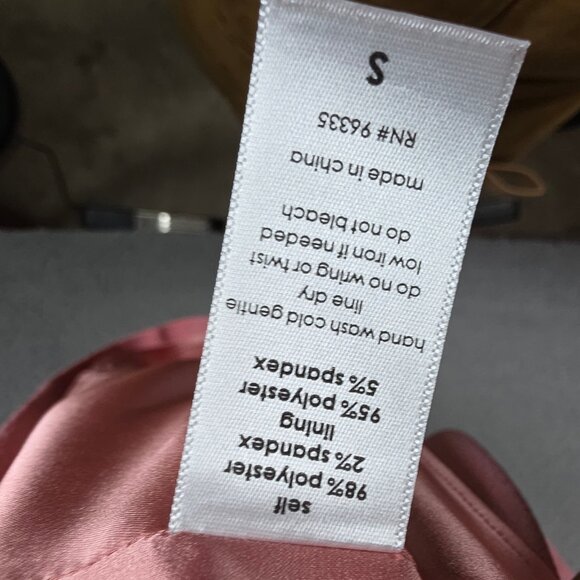 self
98% polyester
2% spandex
lining
95% polyester
5% spandex
hand wash cold gentle
line dry
do no wring or twist
low iron if needed
do not bleach
made in china
RN# 96335
S